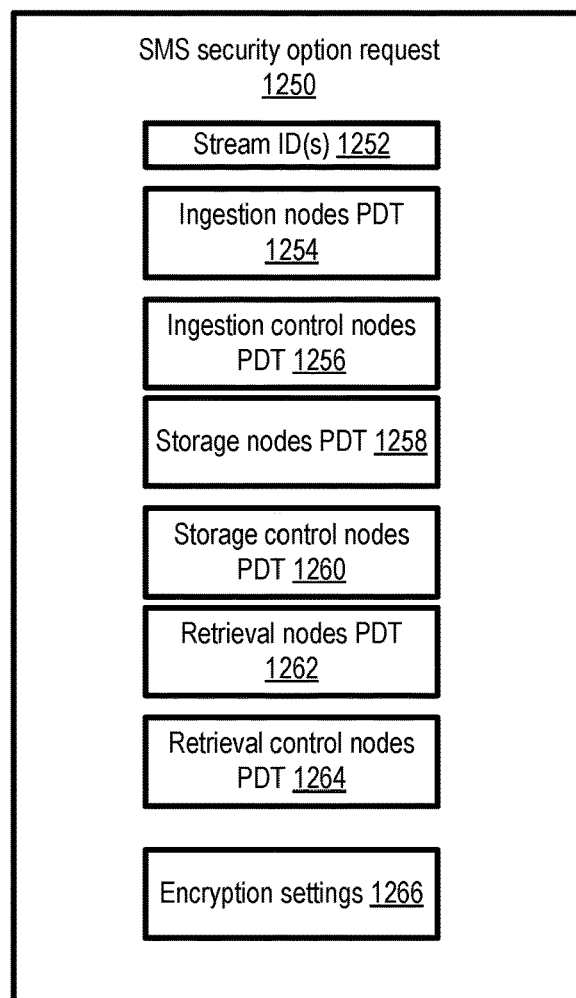 SMS security option request
1250
Stream ID(s) 1252
Ingestion nodes PDT
1254
Ingestion control nodes
PDT 1256
Storage nodes PDT 1258
Storage control nodes
PDT 1260
Retrieval nodes PDT
1262
Retrieval control nodes
PDT 1264
Encryption settings 1266